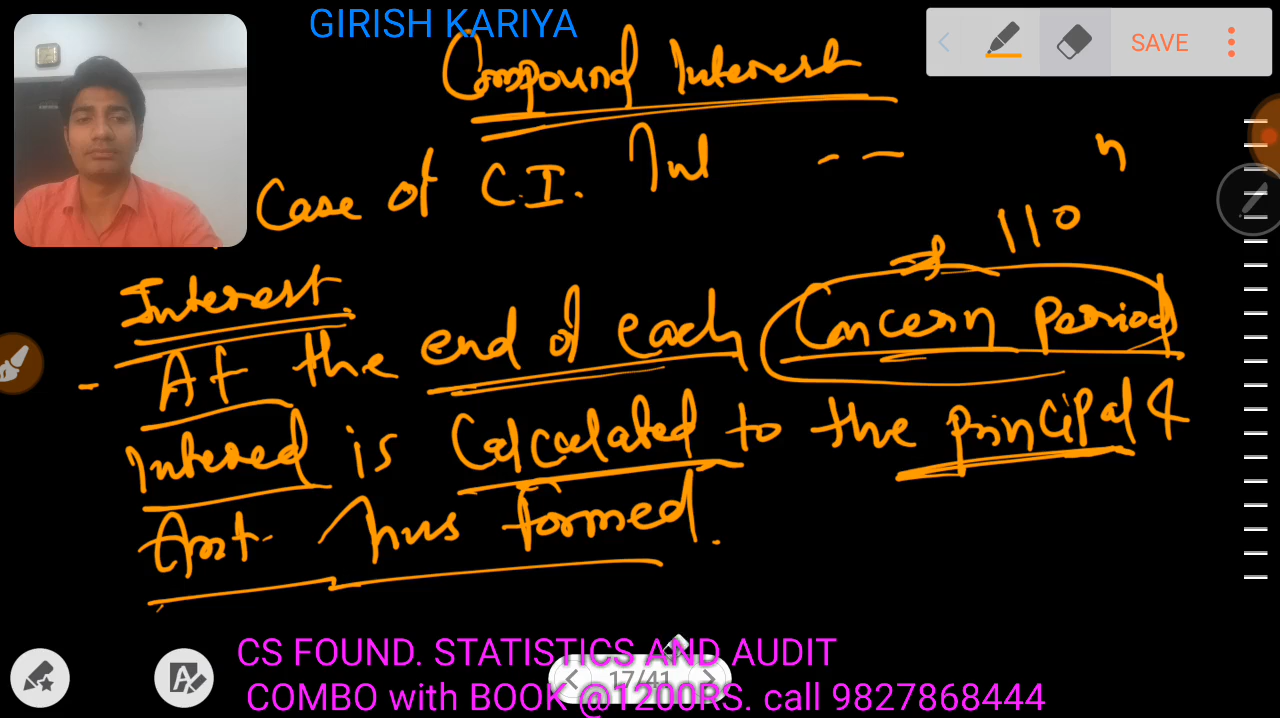 GIRISH KARIYA
SAVE
Compound Interest
Case of C.I. Int -- n
110
Interest.
- At the end of each Concern period
Interest is Calculated to the principal &
Amt. thus formed.
CS FOUND. STATISTICS AND AUDIT
17/41
COMBO with BOOK @1200RS. call 9827868444